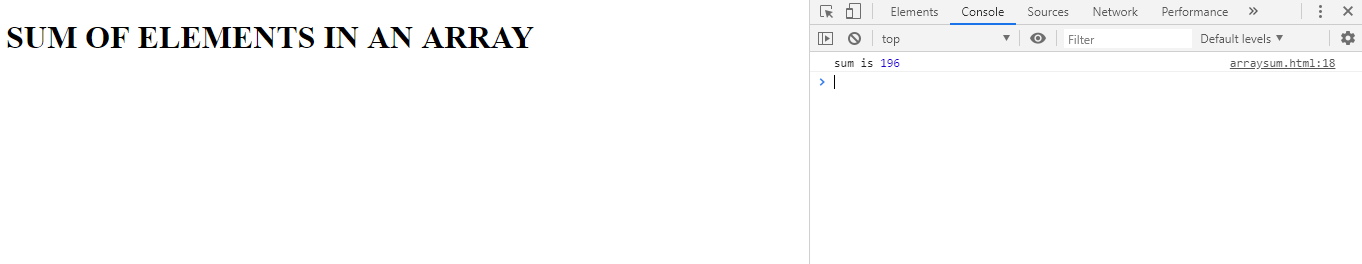 SUM OF ELEMENTS IN AN ARRAY
Elements Console Sources Network Performance »
top Filter Default levels
sum is 196 arraysum.html:18